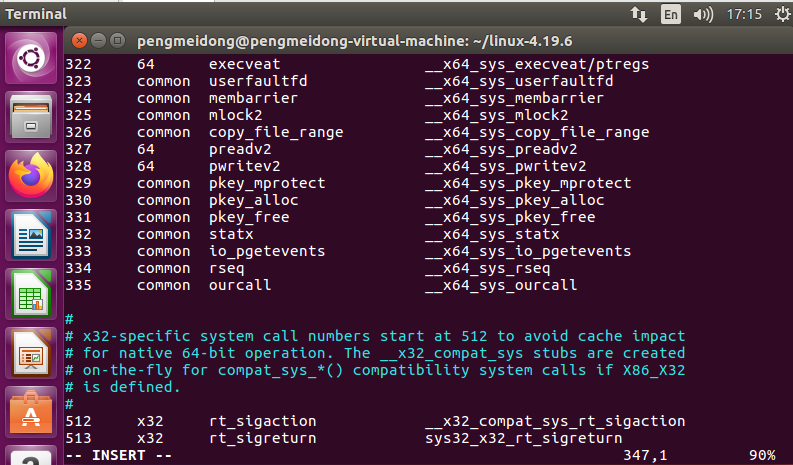 Terminal En 17:15
pengmeidong@pengmeidong-virtual-machine: ~/linux-4.19.6
322 64 execveat __x64_sys_execveat/ptregs
323 common userfaultfd __x64_sys_userfaultfd
324 common membarrier __x64_sys_membarrier
325 common mlock2 __x64_sys_mlock2
326 common copy_file_range __x64_sys_copy_file_range
327 64 preadv2 __x64_sys_preadv2
328 64 pwritev2 __x64_sys_pwritev2
329 common pkey_mprotect __x64_sys_pkey_mprotect
330 common pkey_alloc __x64_sys_pkey_alloc
331 common pkey_free __x64_sys_pkey_free
332 common statx __x64_sys_statx
333 common io_pgetevents __x64_sys_io_pgetevents
334 common rseq __x64_sys_rseq
335 common ourcall __x64_sys_ourcall
#
# x32-specific system call numbers start at 512 to avoid cache impact
# for native 64-bit operation. The __x32_compat_sys stubs are created
# on-the-fly for compat_sys_*() compatibility system calls if X86_X32
# is defined.
#
512 x32 rt_sigaction __x32_compat_sys_rt_sigaction
513 x32 rt_sigreturn sys32_x32_rt_sigreturn
-- INSERT -- 347,1 90%